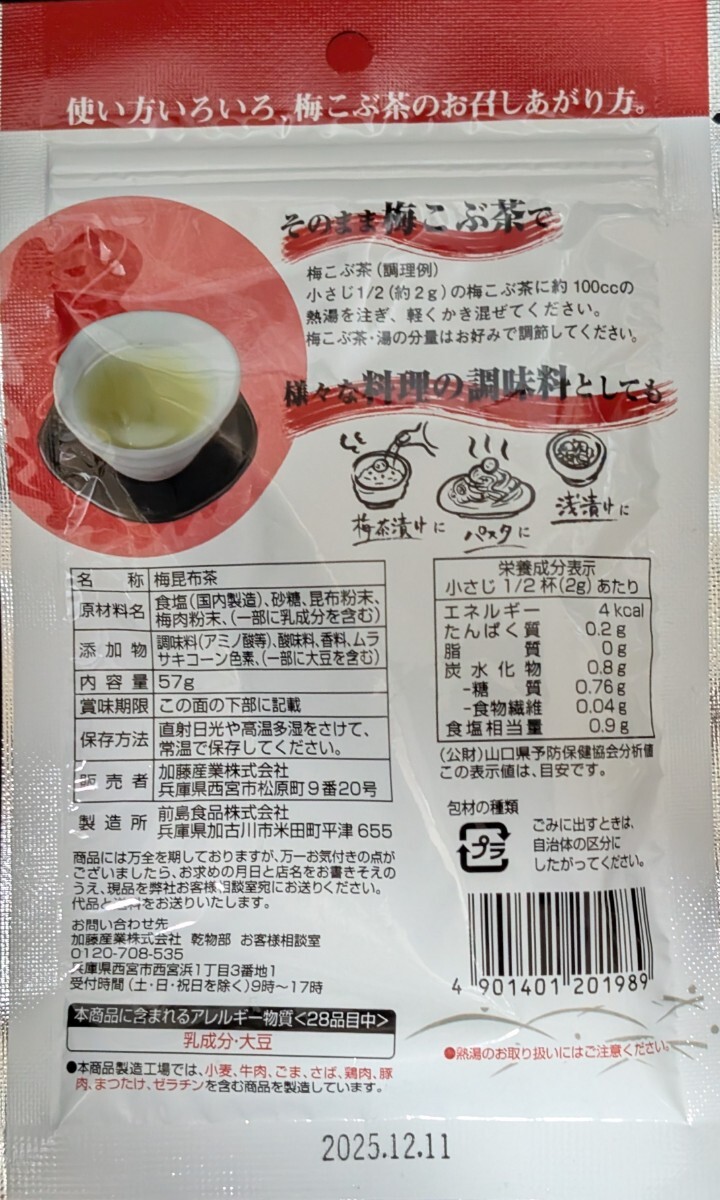 使い方いろいろ、梅こぶ茶のお召しあがり方。
そのまま梅こぶ茶で
梅こぶ茶(調理例)
小さじ1/2(約2g)の梅こぶ茶に約100ccの
熱湯を注ぎ、軽くかき混ぜてください。
梅こぶ茶・湯の分量はお好みで調節してください。
様々な料理の調味料としても
梅茶漬けに
パスタに
浅漬けに
名 称 梅昆布茶
原材料名 食塩(国内製造)、砂糖、昆布粉末、
梅肉粉末、(一部に乳成分を含む)
添加物 調味料(アミノ酸等)、酸味料、香料、ムラ
サキコーン色素、(一部に大豆を含む)
内容量 57g
賞味期限 この面の下部に記載
保存方法 直射日光や高温多湿をさけて、
常温で保存してください。
販売者 加藤産業株式会社
兵庫県西宮市松原町9番20号
製造所 前島食品株式会社
兵庫県加古川市米田町平津655
商品には万全を期しておりますが、万一お気付きの点が
ございましたら、お求めの月日と店名をお書きそえの
うえ、現品を弊社お客様相談室宛にお送りください。
代品と送料をお送りいたします。
お問い合わせ先
加藤産業株式会社 乾物部 お客様相談室
0120-708-535
兵庫県西宮市西宮浜1丁目3番地1
受付時間(土・日・祝日を除く)9時〜17時
本商品に含まれるアレルギー物質<28品目中>
乳成分・大豆
●本商品製造工場では、小麦、牛肉、ごま、さば、鶏肉、豚
肉、まつたけ、ゼラチンを含む商品を製造しています。
栄養成分表示
小さじ1/2杯(2g)あたり
エネルギー 4kcal
たんぱく質 0.2g
脂質 0g
炭水化物 0.8g
-糖質 0.76g
-食物繊維 0.04g
食塩相当量 0.9g
(公財)山口県予防保健協会分析値
この表示値は、目安です。
包材の種類
プラ
ごみに出すときは、
自治体の区分に
したがってください。
4 901401 201989
●熱湯のお取り扱いにはご注意ください。
2025.12.11